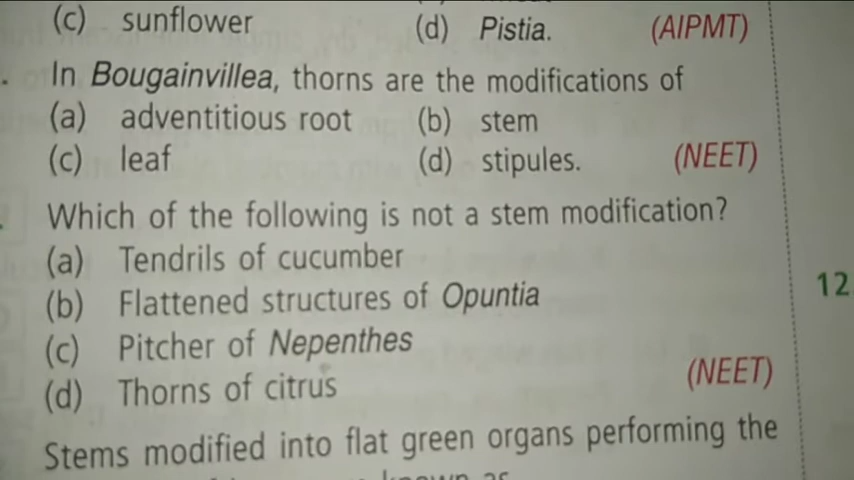 (c) sunflower (d) Pistia. (AIPMT)
. In Bougainvillea, thorns are the modifications of
(a) adventitious root (b) stem
(c) leaf (d) stipules. (NEET)
. Which of the following is not a stem modification?
(a) Tendrils of cucumber
(b) Flattened structures of Opuntia
12
(c) Pitcher of Nepenthes
(d) Thorns of citrus (NEET)
Stems modified into flat green organs performing the
known as